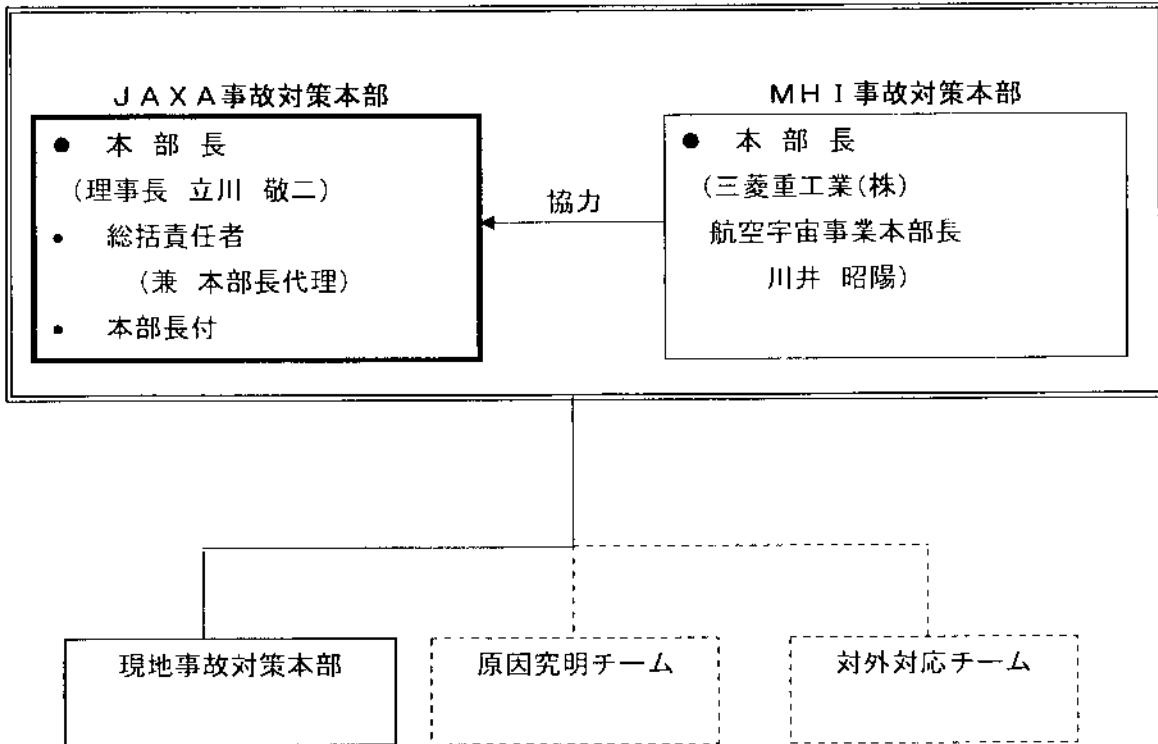 JAXA事故対策本部
● 本部長
(理事長 立川 敬二)
・ 総括責任者
(兼 本部長代理)
・ 本部長付
協力
MHI事故対策本部
● 本部長
(三菱重工業(株)
航空宇宙事業本部長
川井 昭陽)
現地事故対策本部
原因究明チーム
対外対応チーム